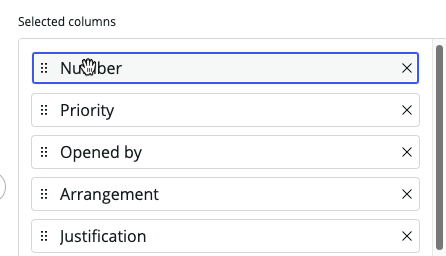 Selected columns
Number
Priority
Opened by
Arrangement
Justification